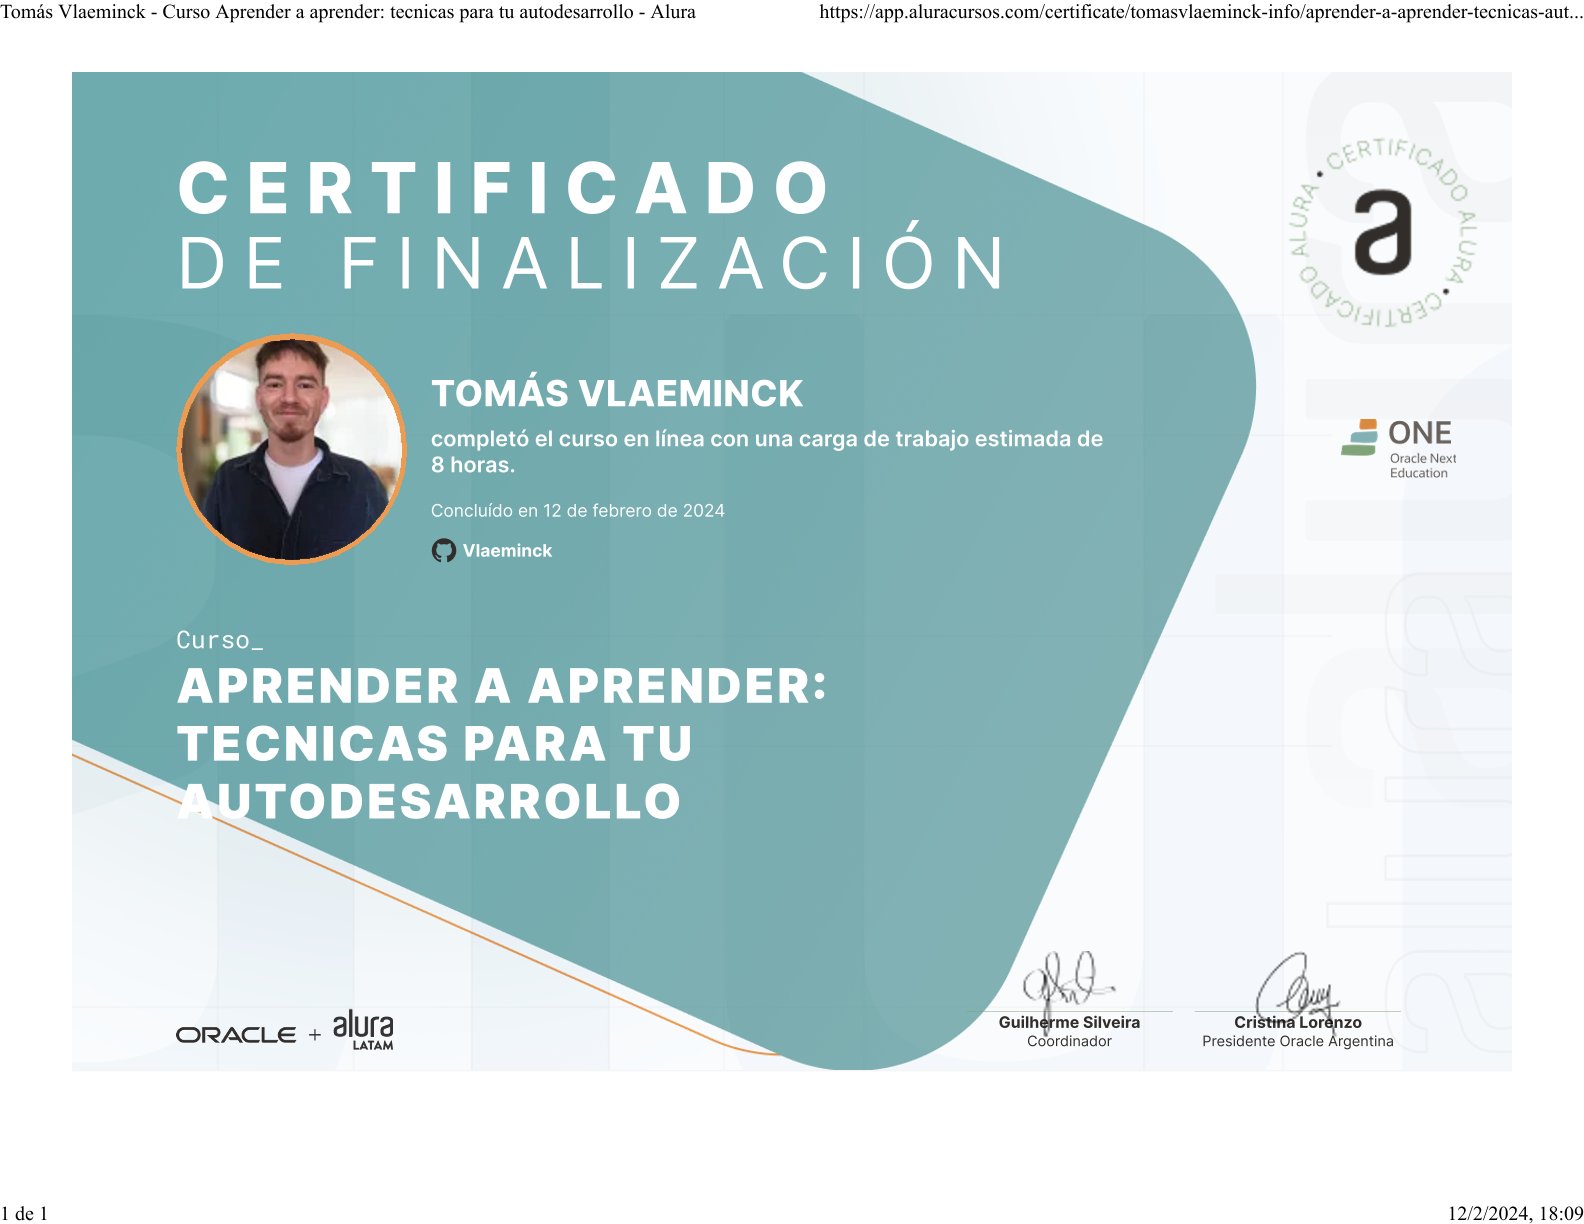 Tomás Vlaeminck - Curso Aprender a aprender: tecnicas para tu autodesarrollo - Alura
https://app.aluracursos.com/certificate/tomasvlaeminck-info/aprender-a-aprender-tecnicas-aut...
CERTIFICADO
DE FINALIZACIÓN
CERTIFICADO ALURA • CERTIFICADO ALURA •
a
TOMÁS VLAEMINCK
completó el curso en línea con una carga de trabajo estimada de
8 horas.
Concluído en 12 de febrero de 2024
Vlaeminck
ONE
Oracle Next
Education
Curso_
APRENDER A APRENDER:
TECNICAS PARA TU
AUTODESARROLLO
ORACLE + alura
LATAM
Guilherme Silveira
Coordinador
Cristina Lorenzo
Presidente Oracle Argentina
1 de 1
12/2/2024, 18:09